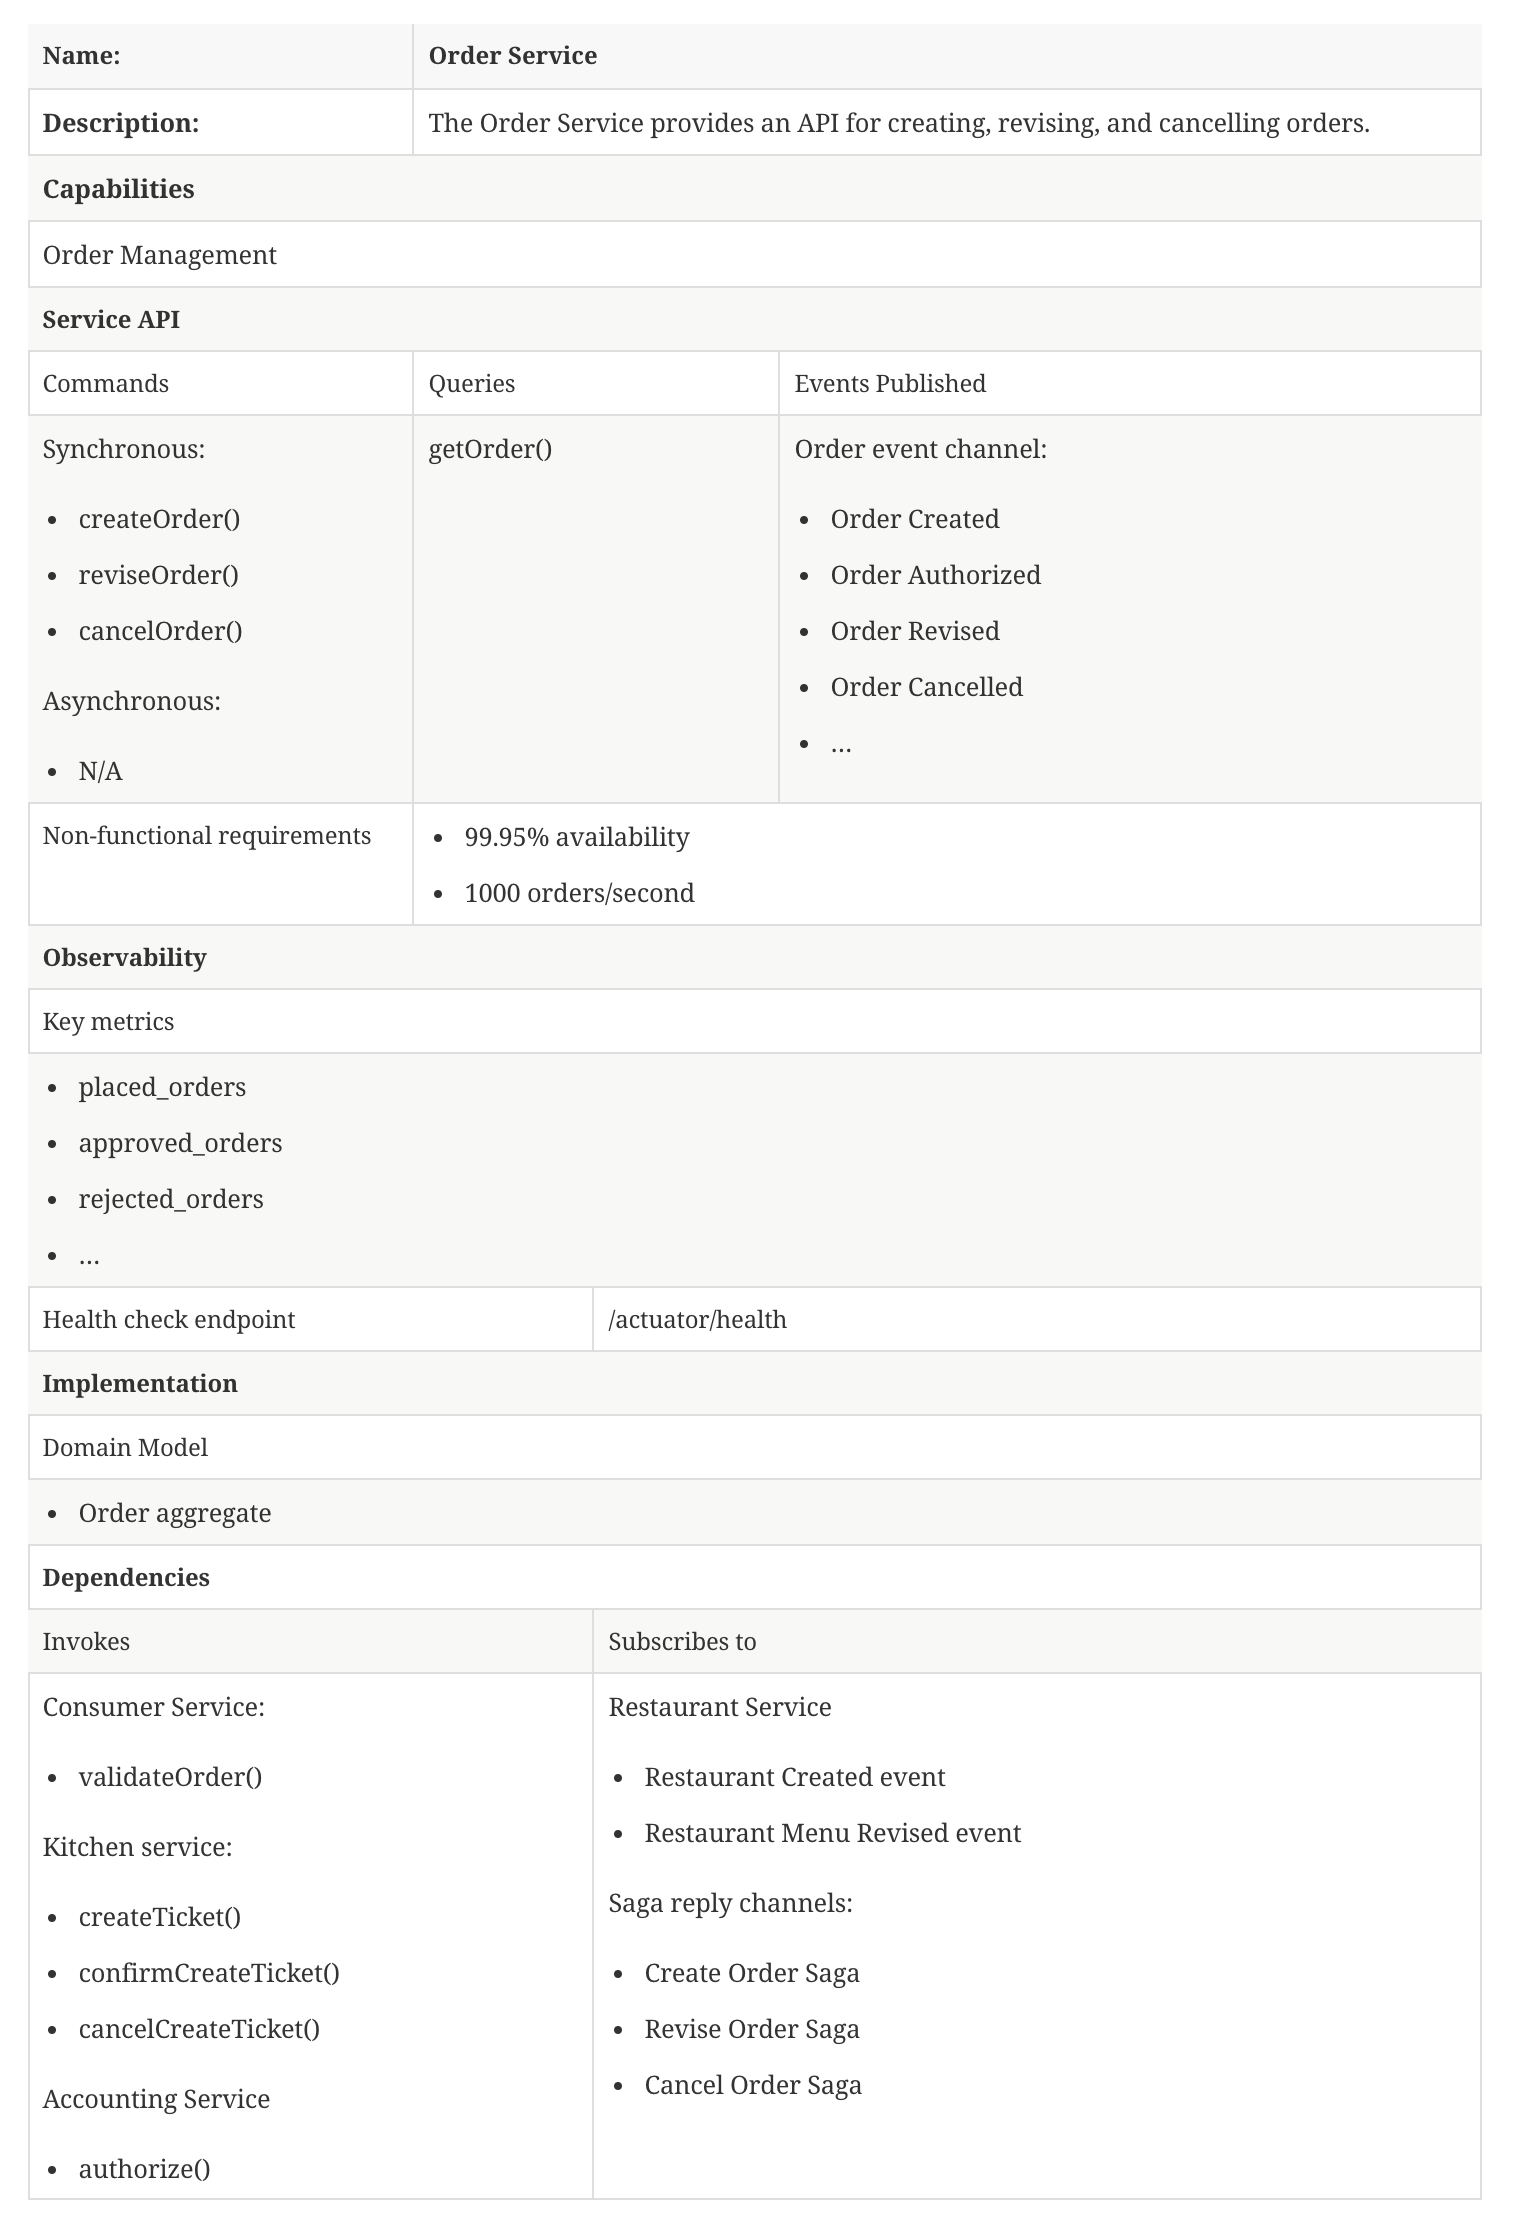 Name:
Order Service
Description:
The Order Service provides an API for creating, revising, and cancelling orders.
Capabilities
Order Management
Service API
Commands
Queries
Events Published
Synchronous:
• createOrder()
• reviseOrder()
• cancelOrder()
Asynchronous:
• N/A
getOrder()
Order event channel:
• Order Created
• Order Authorized
• Order Revised
• Order Cancelled
• ...
Non-functional requirements
• 99.95% availability
• 1000 orders/second
Observability
Key metrics
• placed_orders
• approved_orders
• rejected_orders
• ...
Health check endpoint
/actuator/health
Implementation
Domain Model
• Order aggregate
Dependencies
Invokes
Subscribes to
Consumer Service:
• validateOrder()
Kitchen service:
• createTicket()
• confirmCreateTicket()
• cancelCreateTicket()
Accounting Service
• authorize()
Restaurant Service
• Restaurant Created event
• Restaurant Menu Revised event
Saga reply channels:
• Create Order Saga
• Revise Order Saga
• Cancel Order Saga